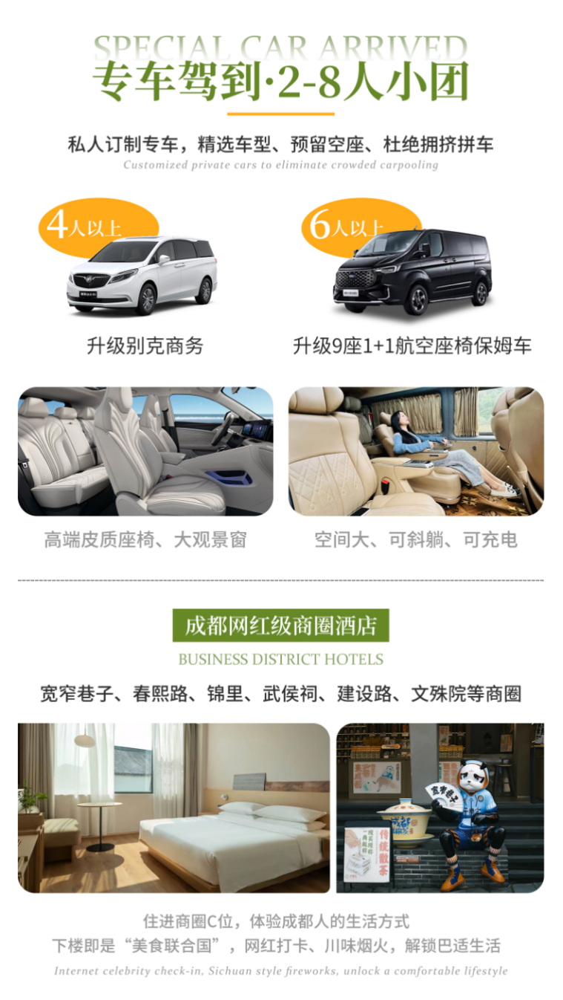 SPECIAL CAR ARRIVED
专车驾到·2-8人小团
私人订制专车，精选车型、预留空座、杜绝拥挤拼车
Customized private cars to eliminate crowded carpooling
4人以上
6人以上
升级别克商务
升级9座1+1航空座椅保姆车
高端皮质座椅、大观景窗
空间大、可斜躺、可充电
成都网红级商圈酒店
BUSINESS DISTRICT HOTELS
宽窄巷子、春熙路、锦里、武侯祠、建设路、文殊院等商圈
宽窄巷子
成都
传统散茶
住进商圈C位，体验成都人的生活方式
下楼即是“美食联合国”，网红打卡、川味烟火，解锁巴适生活
Internet celebrity check-in, Sichuan style fireworks, unlock a comfortable lifestyle